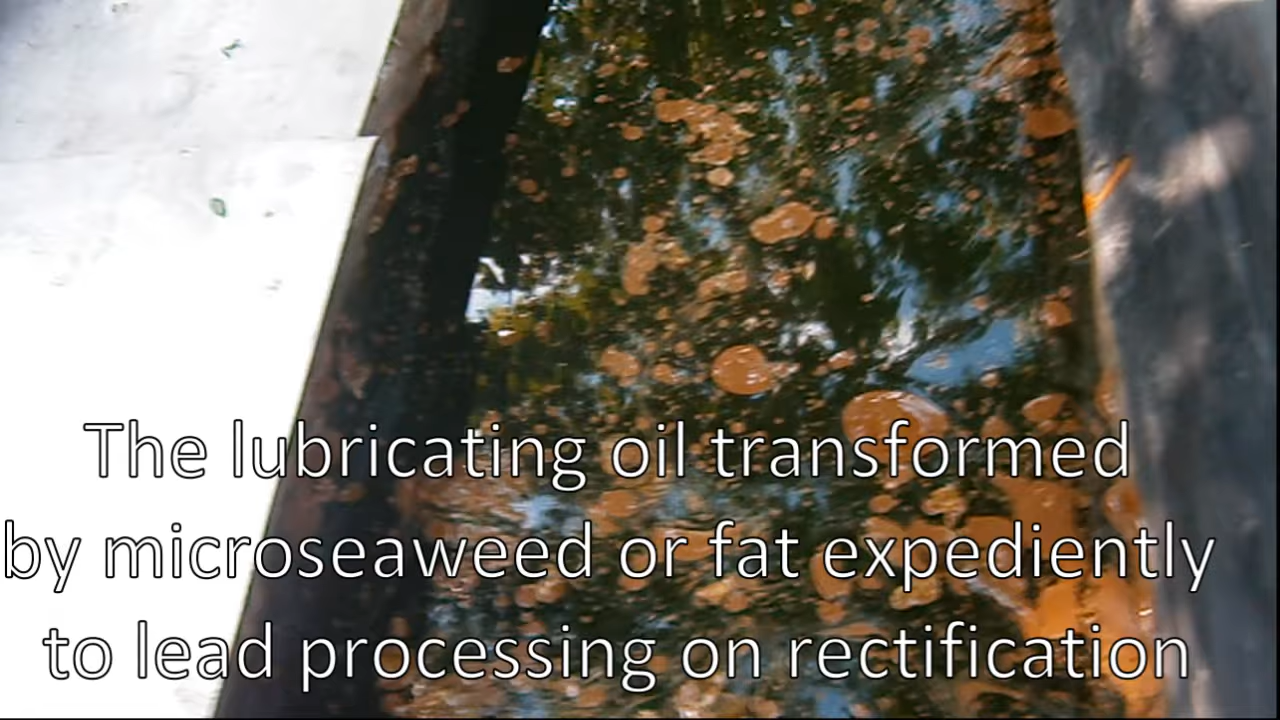 The lubricating oil transformed
by microseaweed or fat expediently
to lead processing on rectification